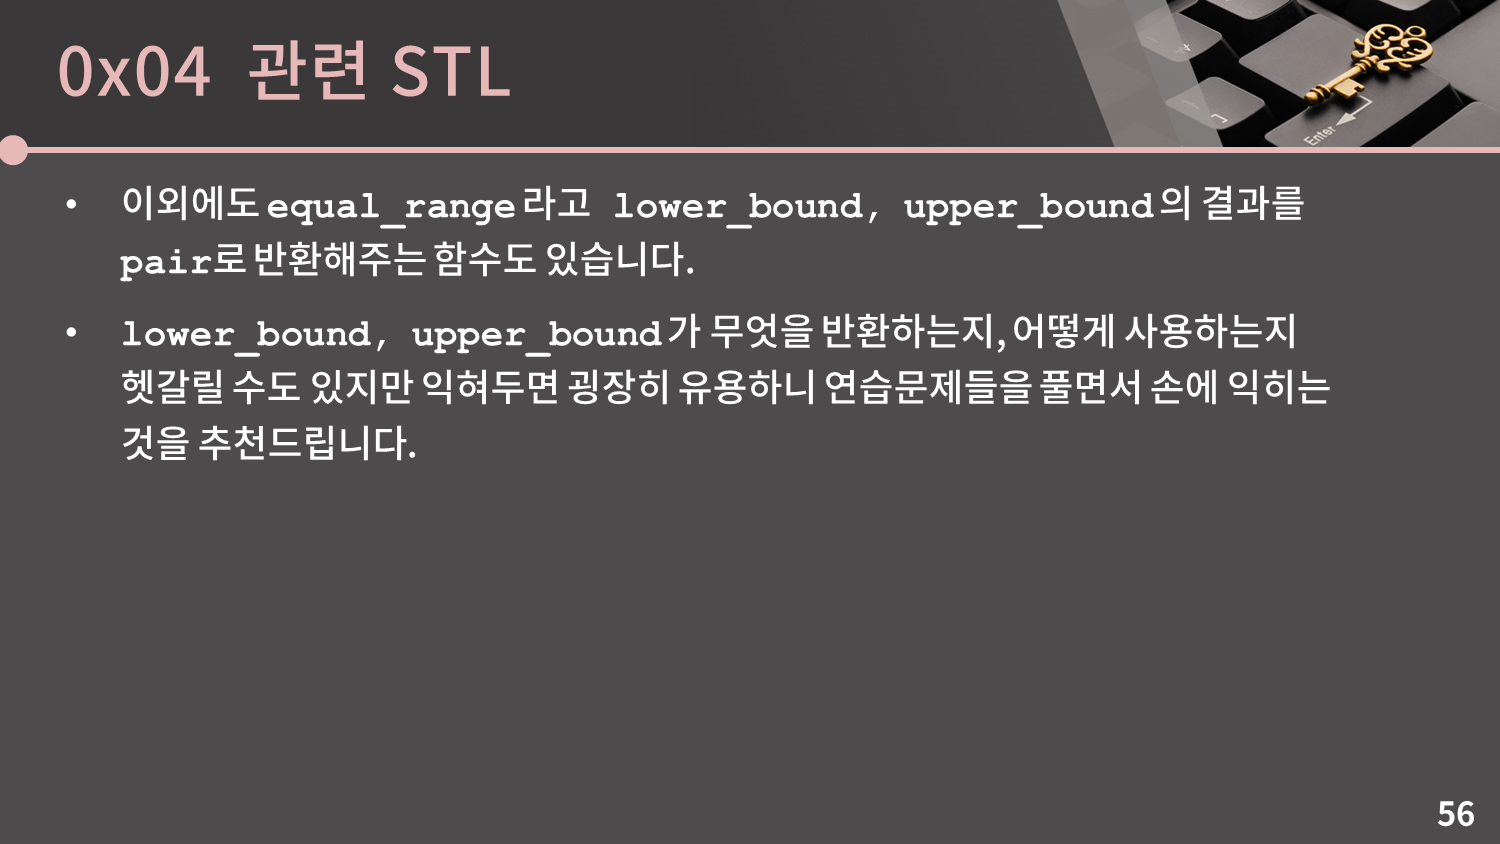 0x04 관련 STL
Enter
• 이외에도 equal_range라고 lower_bound, upper_bound의 결과를
pair로 반환해주는 함수도 있습니다.
• lower_bound, upper_bound가 무엇을 반환하는지, 어떻게 사용하는지
헷갈릴 수도 있지만 익혀두면 굉장히 유용하니 연습문제들을 풀면서 손에 익히는
것을 추천드립니다.
56